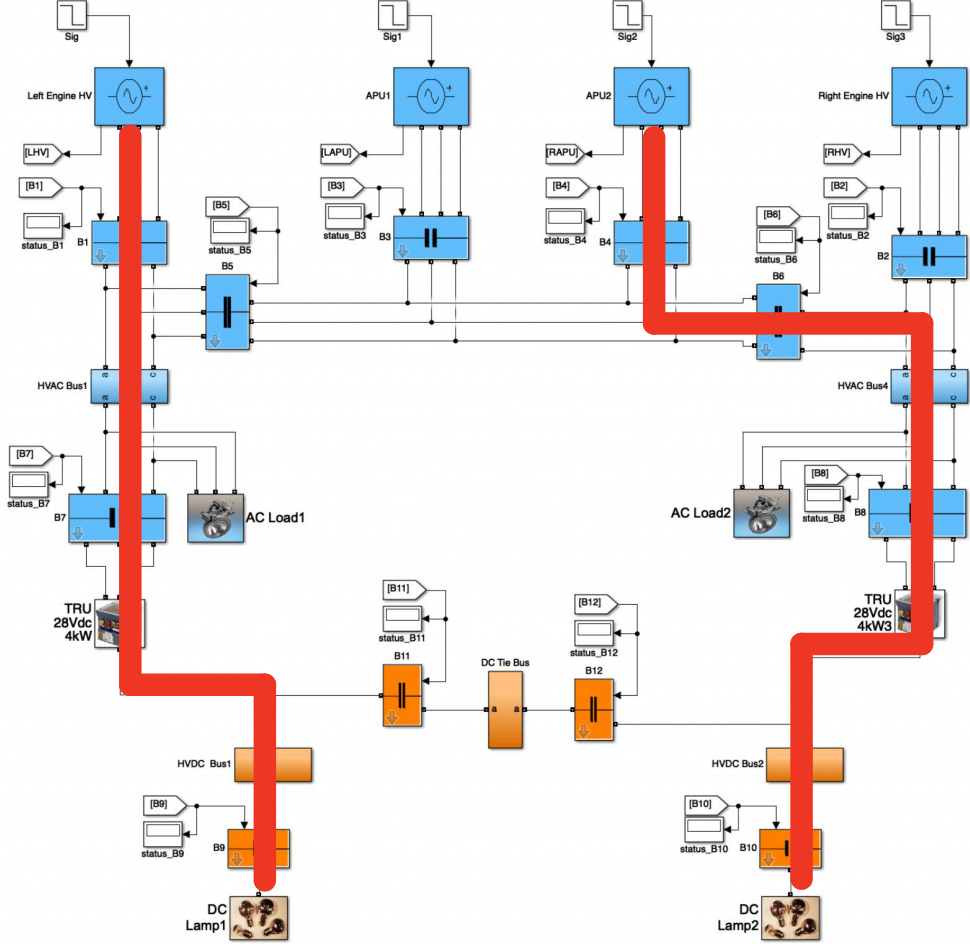 Sig
Sig1
Sig2
Sig3
Left Engine HV
APU1
APU2
Right Engine HV
+
+
+
+
[LHV]
[LAPU]
[RAPU]
[RHV]
[B1]
[B3]
[B4]
[B2]
[B5]
[B6]
status_B1
status_B5
status_B3
status_B4
status_B6
status_B2
B1
B3
B4
B2
B5
B6
HVAC Bus1
a
c
a
c
HVAC Bus4
a
c
a
c
[B7]
[B8]
status_B7
status_B8
B7
AC Load1
AC Load2
B8
TRU
28Vdc
4kW
TRU
28Vdc
4kW3
[B11]
[B12]
status_B11
status_B12
B11
DC Tie Bus
B12
a
a
HVDC Bus1
HVDC Bus2
[B9]
[B10]
status_B9
status_B10
B9
B10
DC
Lamp1
DC
Lamp2